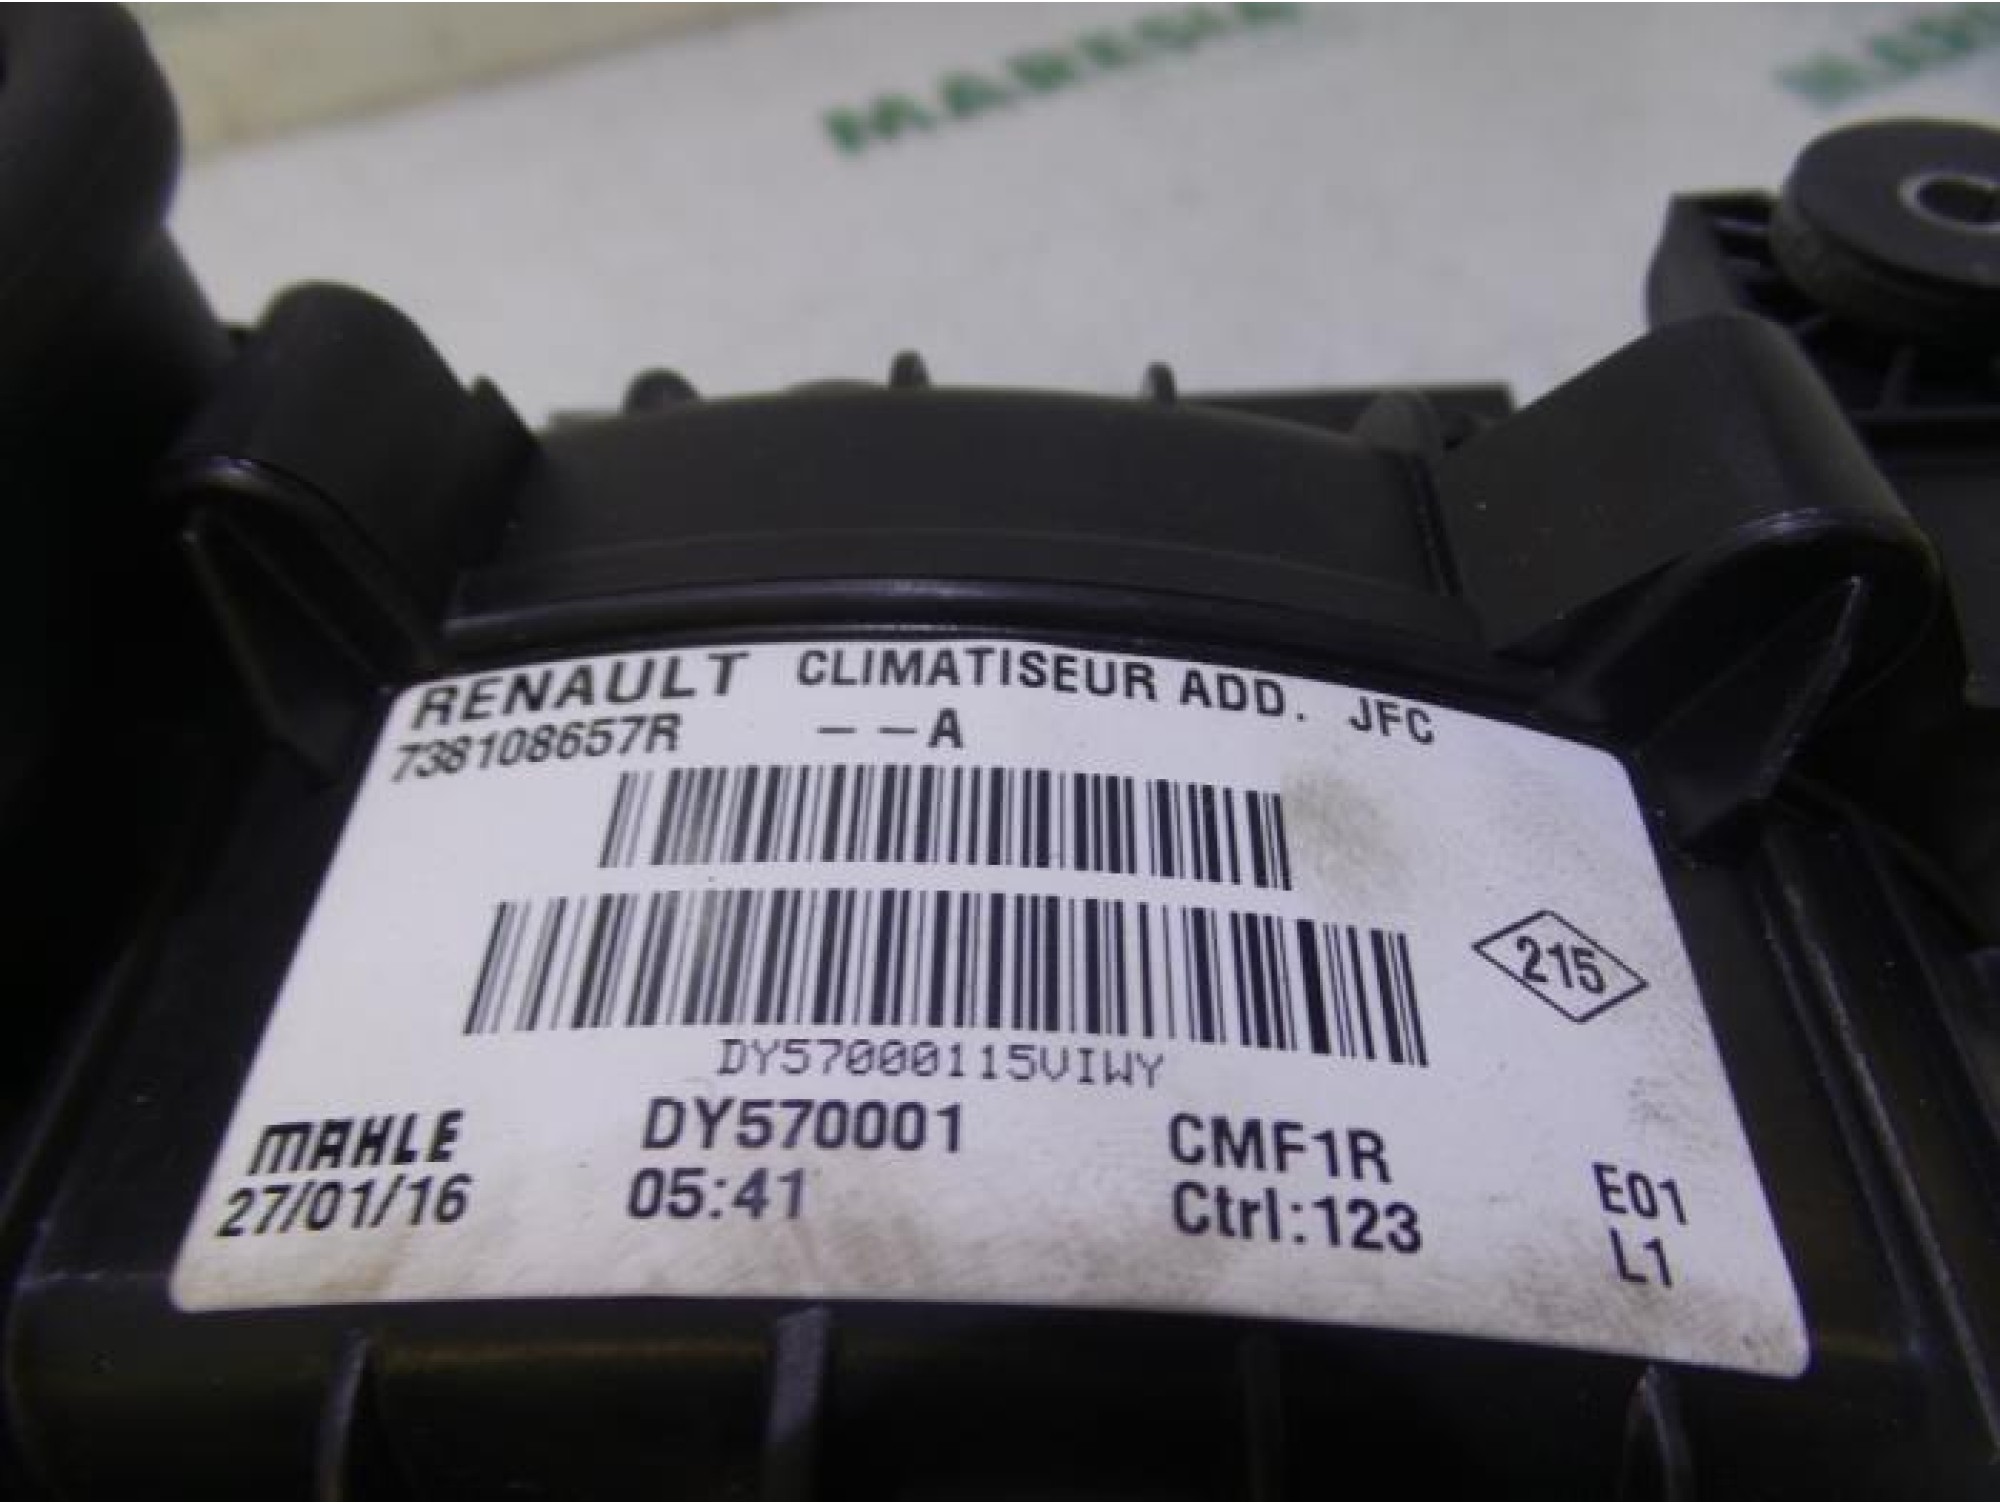 RENAULT CLIMATISEUR ADD. JFC
738108657R --A
215
DY57000115VIWY
MAHLE DY570001 CMF1R E01
27/01/16 05:41 Ctrl:123 L1